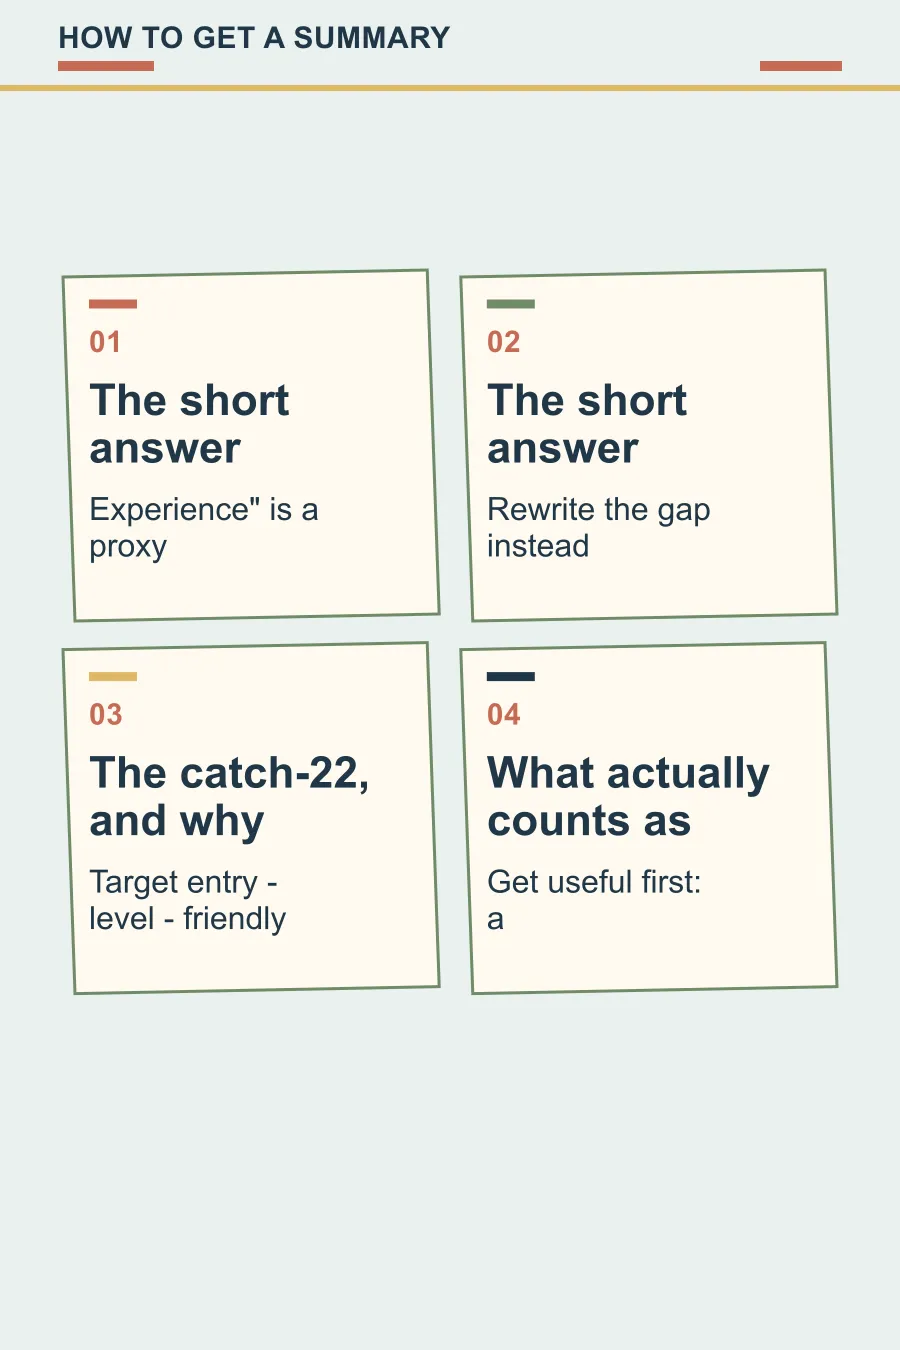 HOW TO GET A SUMMARY
01
The short
answer
Experience" is a
proxy
02
The short
answer
Rewrite the gap
instead
03
The catch-22,
and why
Target entry -
level - friendly
04
What actually
counts as
Get useful first:
a